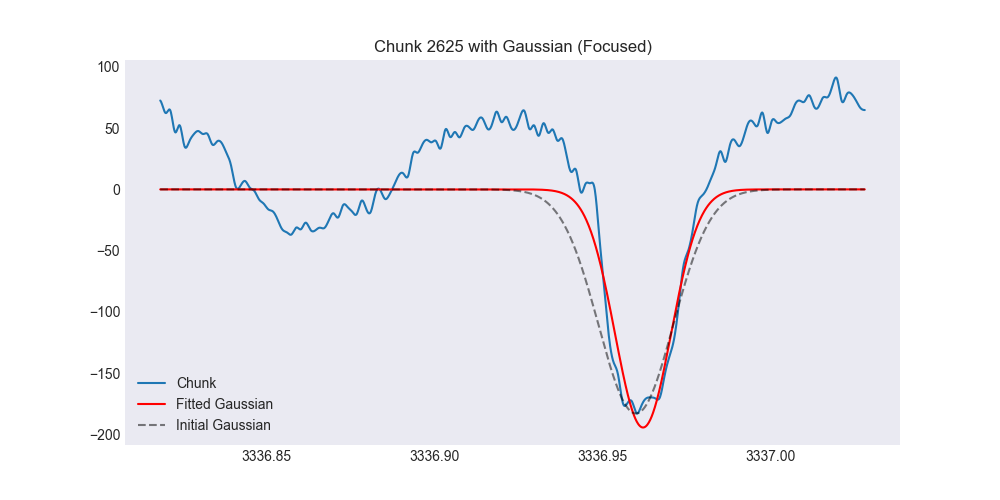 Chunk 2625 with Gaussian (Focused)
100
50
0
−50
−100
−150
−200
Chunk
Fitted Gaussian
Initial Gaussian
3336.85 3336.90 3336.95 3337.00